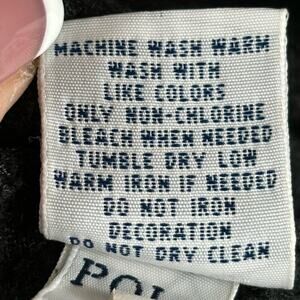 MACHINE WASH WARM
WASH WITH
LIKE COLORS
ONLY NON-CHLORINE
BLEACH WHEN NEEDED
TUMBLE DRY LOW
WARM IRON IF NEEDED
DO NOT IRON
DECORATION
DO NOT DRY CLEAN